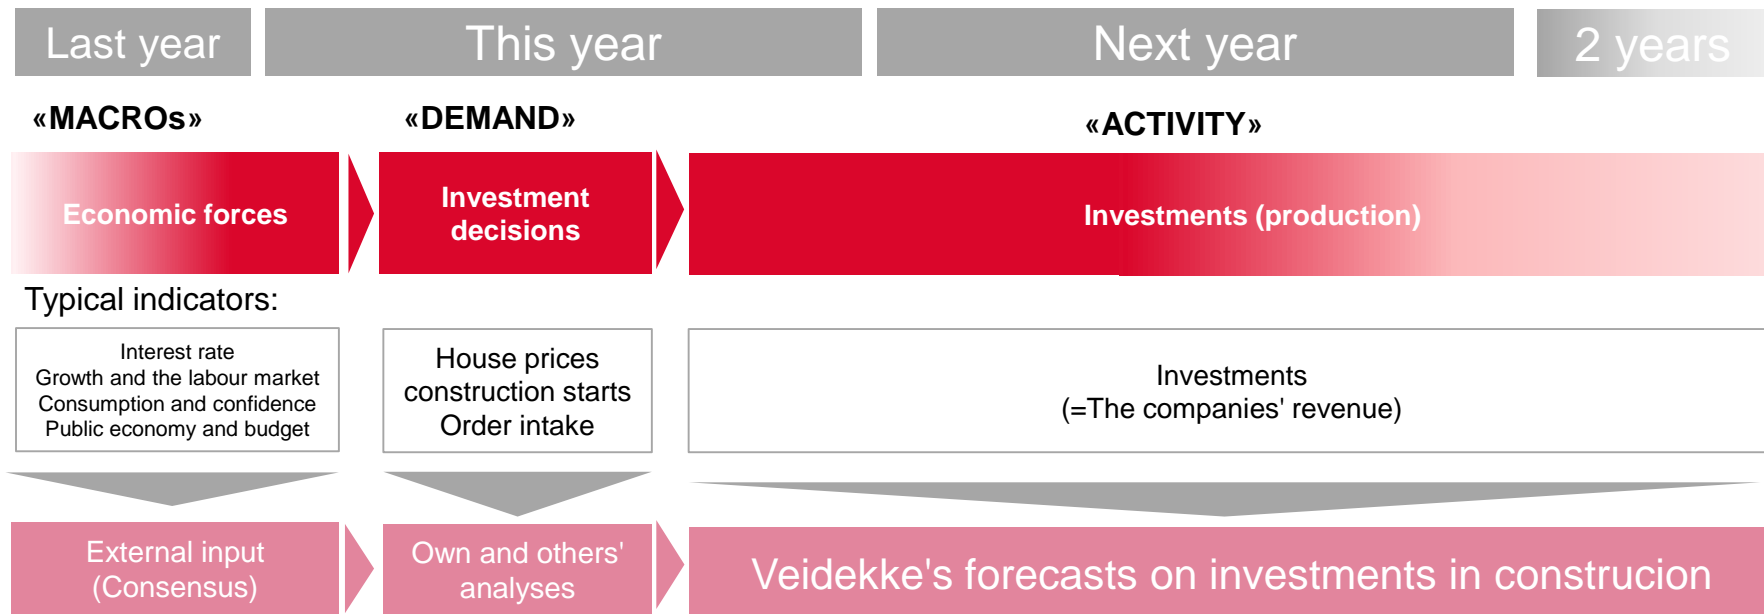 Last year
This year
Next year
2 years
«MACROs»
«DEMAND»
«ACTIVITY»
Economic forces
Investment
decisions
Investments (production)
Typical indicators:
Interest rate
Growth and the labour market
Consumption and confidence
Public economy and budget
House prices
construction starts
Order intake
Investments
(=The companies' revenue)
External input
(Consensus)
Own and others'
analyses
Veidekke's forecasts on investments in construcion